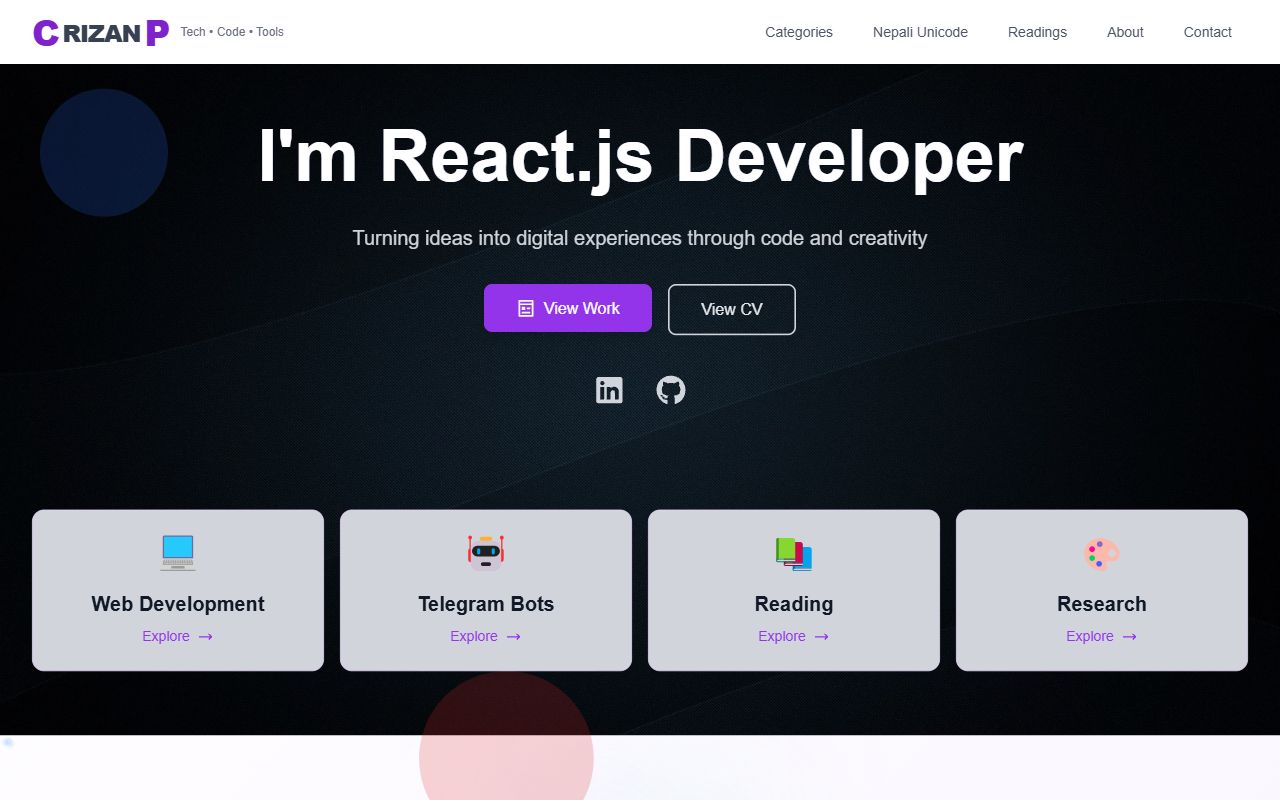 CRIZAN P Tech • Code • Tools
Categories Nepali Unicode Readings About Contact
I'm React.js Developer
Turning ideas into digital experiences through code and creativity
View Work View CV
Web Development
Explore →
Telegram Bots
Explore →
Reading
Explore →
Research
Explore →